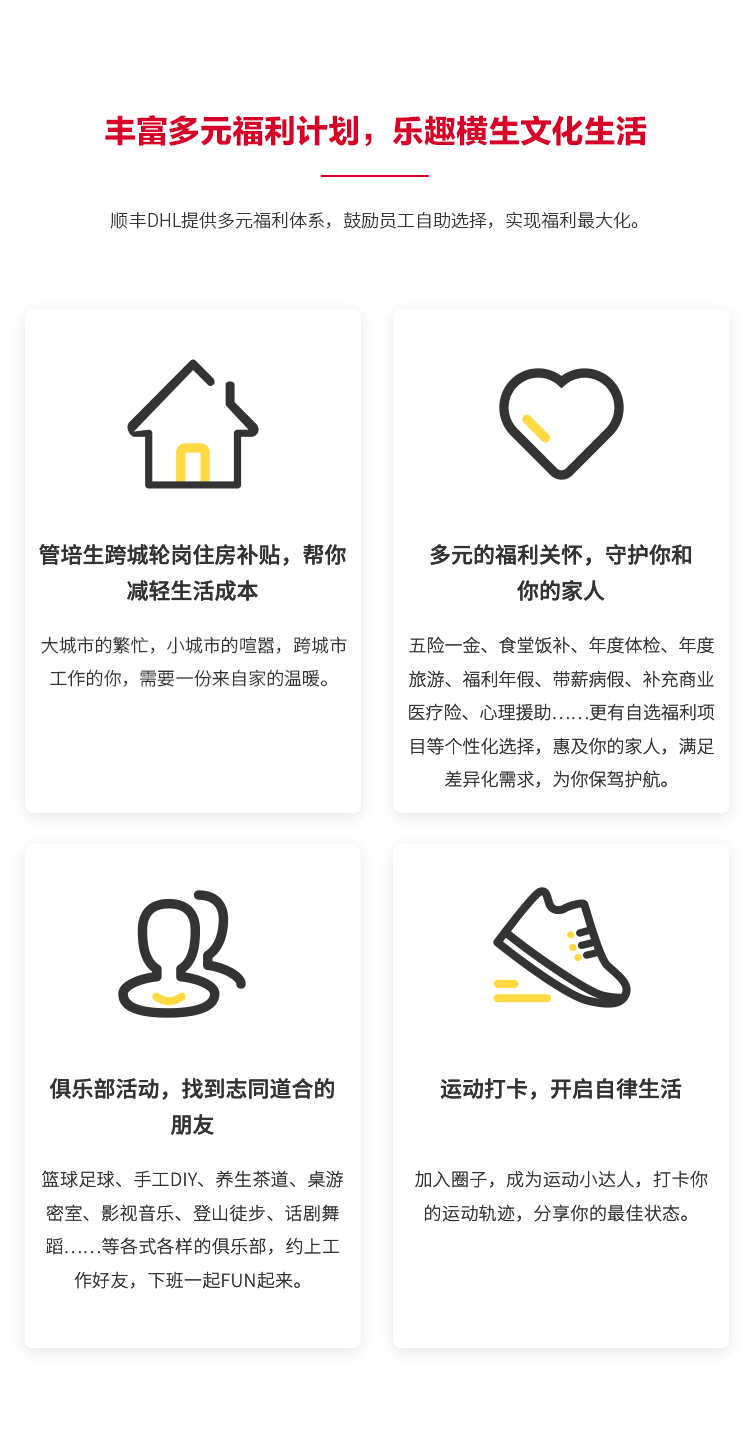 丰富多元福利计划，乐趣横生文化生活
顺丰DHL提供多元福利体系，鼓励员工自助选择，实现福利最大化。
管培生跨城轮岗住房补贴，帮你
减轻生活成本
大城市的繁忙，小城市的喧嚣，跨城市
工作的你，需要一份来自家的温暖。
多元的福利关怀，守护你和
你的家人
五险一金、食堂饭补、年度体检、年度
旅游、福利年假、带薪病假、补充商业
医疗险、心理援助……更有自选福利项
目等个性化选择，惠及你的家人，满足
差异化需求，为你保驾护航。
俱乐部活动，找到志同道合的
朋友
篮球足球、手工DIY、养生茶道、桌游
密室、影视音乐、登山徒步、话剧舞
蹈……等各式各样的俱乐部，约上工
作好友，下班一起FUN起来。
运动打卡，开启自律生活
加入圈子，成为运动小达人，打卡你
的运动轨迹，分享你的最佳状态。